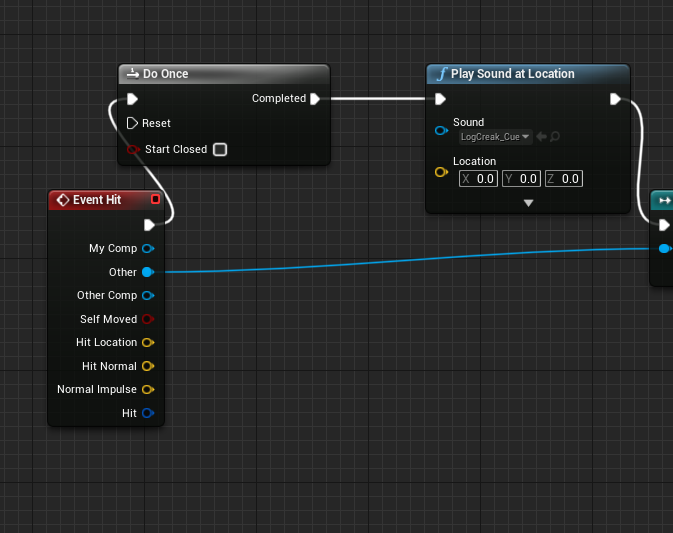 Do Once
Completed
Reset
Start Closed
Play Sound at Location
Sound
LogCreak_Cue
Location
X 0.0 Y 0.0 Z 0.0
Event Hit
My Comp
Other
Other Comp
Self Moved
Hit Location
Hit Normal
Normal Impulse
Hit